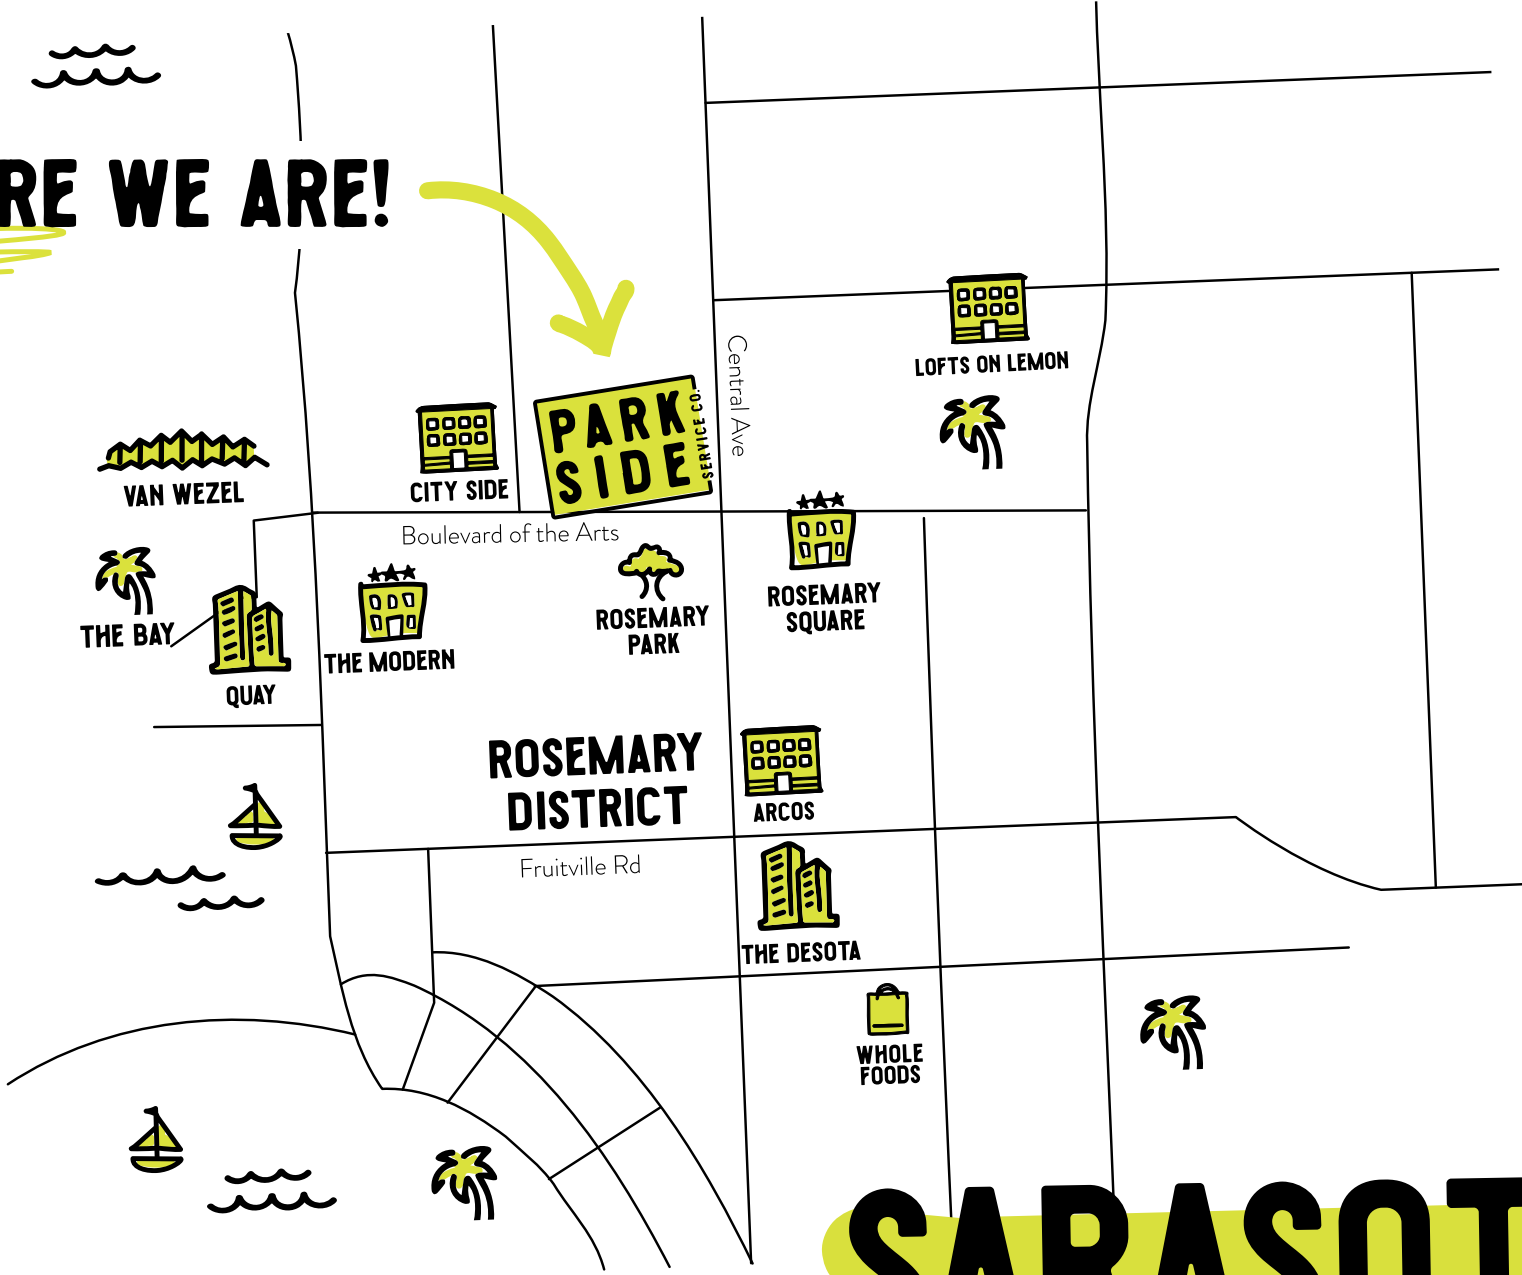 RE WE ARE!
Central Ave
LOFTS ON LEMON
PARK
SIDE
SERVICE CO.
VAN WEZEL
CITY SIDE
Boulevard of the Arts
THE BAY
QUAY
THE MODERN
ROSEMARY
PARK
ROSEMARY
SQUARE
ROSEMARY
DISTRICT
ARCOS
Fruitville Rd
THE DESOTA
WHOLE
FOODS
SARASOT